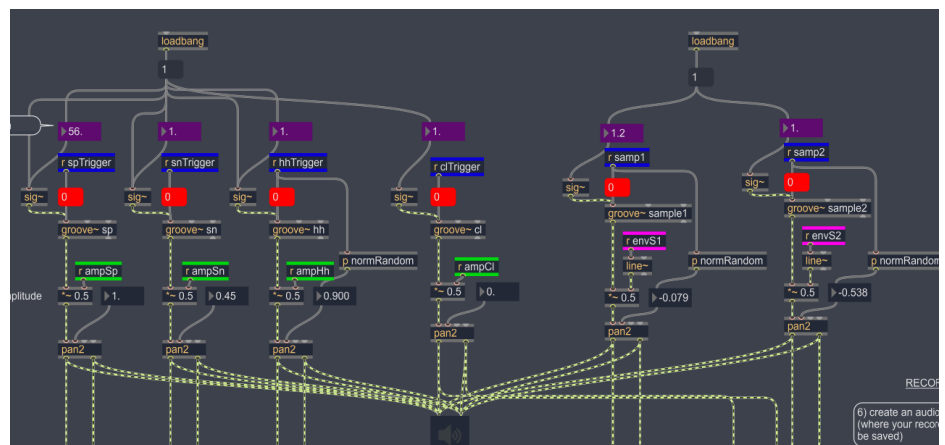 loadbang
loadbang
1
1
56.
1.
1.
1.
1.2
1.
r spTrigger
r snTrigger
r hhTrigger
r clTrigger
r samp1
r samp2
sig~
0
sig~
0
sig~
0
sig~
0
sig~
0
sig~
0
groove~ sp
groove~ sn
groove~ hh
groove~ cl
groove~ sample1
groove~ sample2
r envS1
r envS2
r ampSp
r ampSn
r ampHh
p normRandom
r ampCl
line~
p normRandom
line~
p normRandom
mplitude
*~ 0.5
1.
*~ 0.5
0.45
*~ 0.5
0.900
*~ 0.5
0.
*~ 0.5
-0.079
*~ 0.5
-0.538
pan2
pan2
pan2
pan2
pan2
pan2
RECOR
6) create an audio
(where your recor
be saved)